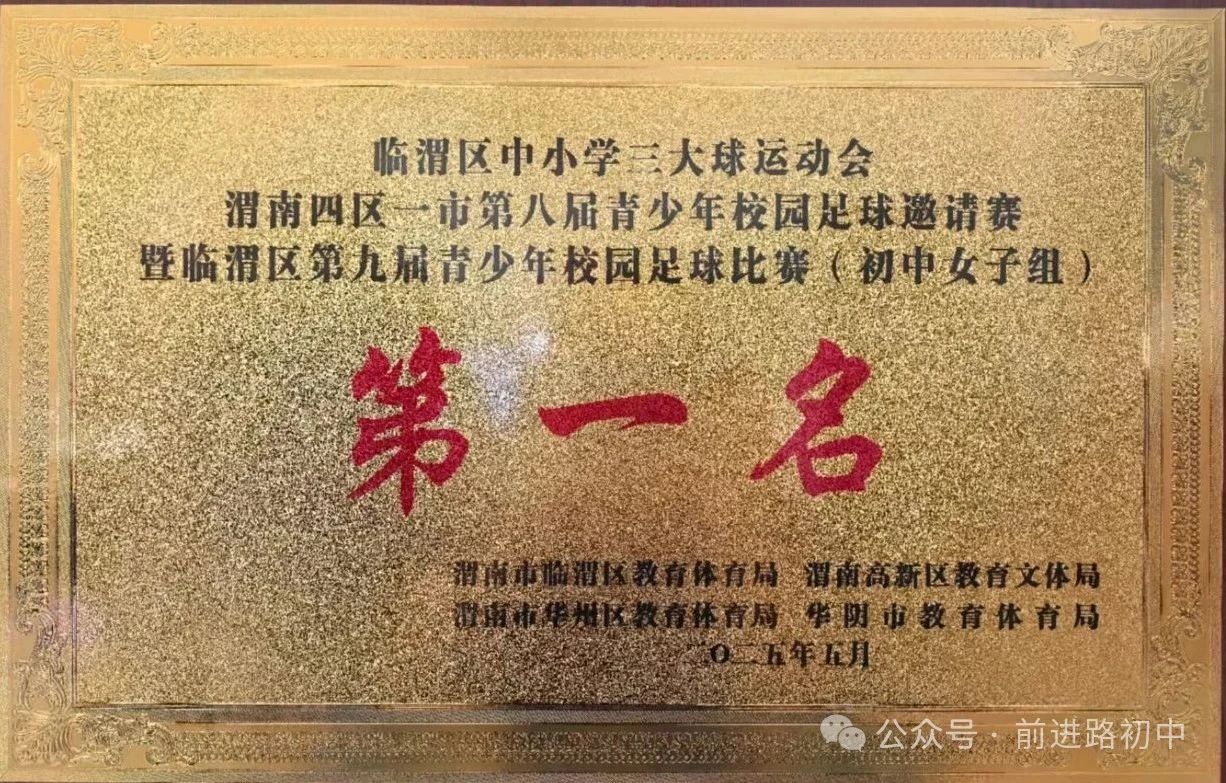 临渭区中小学三大球运动会
渭南四区一市第八届青少年校园足球邀请赛
暨临渭区第九届青少年校园足球比赛（初中女子组）
第一名
渭南市临渭区教育体育局 渭南高新区教育文体局
渭南市华州区教育体育局 华阴市教育体育局
二〇二五年五月
公众号·前进路初中